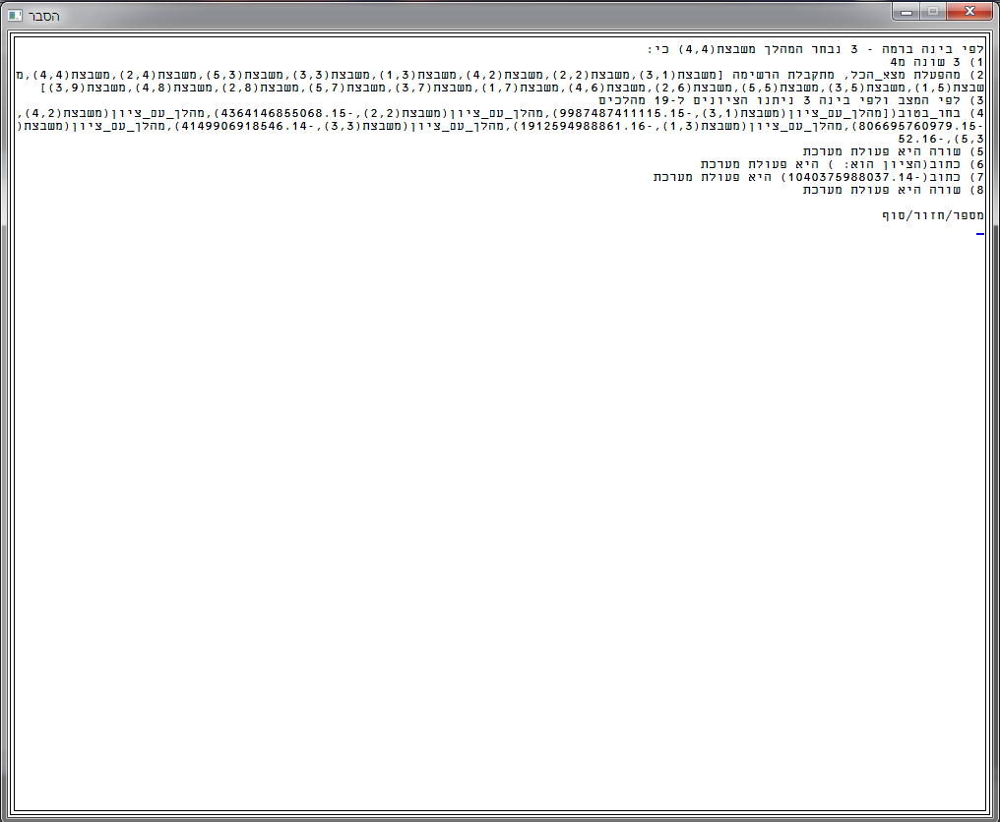 הסבר
לפי בינה ברמה - 3 נבחר המהלך משבצת(4,4) כי:
1) 3 שונה מ4
2) מהפעלת מצא_הכל, מתקבלת הרשימה [משבצת(3,1),משבצת(2,2),משבצת(4,2),משבצת(1,3),משבצת(3,3),משבצת(5,3),משבצת(2,4),משבצת(4,4),מ
שבצת(1,5),משבצת(3,5),משבצת(5,5),משבצת(2,6),משבצת(4,6),משבצת(1,7),משבצת(3,7),משבצת(5,7),משבצת(2,8),משבצת(4,8),משבצת(3,9)]
3) לפי המצב ולפי בינה 3 ניתנו הציונים ל-19 מהלכים
4) בחר_בטוב([מהלך_עם_ציון(משבצת(3,1),-9987487411115.15),מהלך_עם_ציון(משבצת(2,2),-4364146855068.15),מהלך_עם_ציון(משבצת(4,2),
-806695760979.15),מהלך_עם_ציון(משבצת(1,3),-1912594988861.16),מהלך_עם_ציון(משבצת(3,3),-4149906918546.14),מהלך_עם_ציון(משבצת(
5,3),-52.16
5) שורה היא פעולת מערכת
6) כתוב(הציון הוא: ) היא פעולת מערכת
7) כתוב(-1040375988037.14) היא פעולת מערכת
8) שורה היא פעולת מערכת
מספר/חזור/סוף